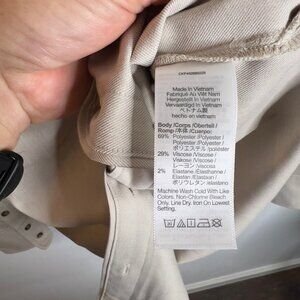 Made In Vietnam
Fabriqué Au Viêt Nam
Hergestellt In Vietnam
Vervaardigd In Vietnam
ベトナム製
hecho en vietnam
Body /Corps /Oberteil /
Romp /本体 /Cuerpo:
69% Polyester /Polyester /
Polyester /Polyester /
ポリエステル /poliéster
29% Viscose /Viscose /
Viskose /Viscose /
レーヨン /Viscosa
2% Elastane /Elasthanne /
Elastan /Elastaan /
ポリウレタン /elastano
Machine Wash Cold With Like
Colors. Non-Chlorine Bleach
Only, Line Dry, Iron On Lowest
Setting.